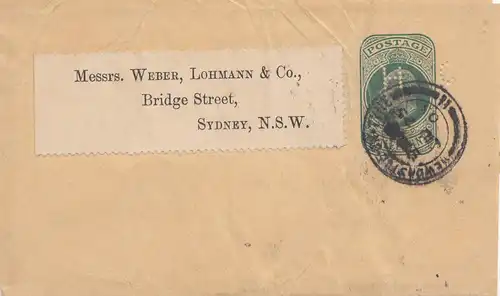 Messrs. WEBER, LOHMANN & Co.,
Bridge Street,
SYDNEY, N.S.W.
POSTAGE